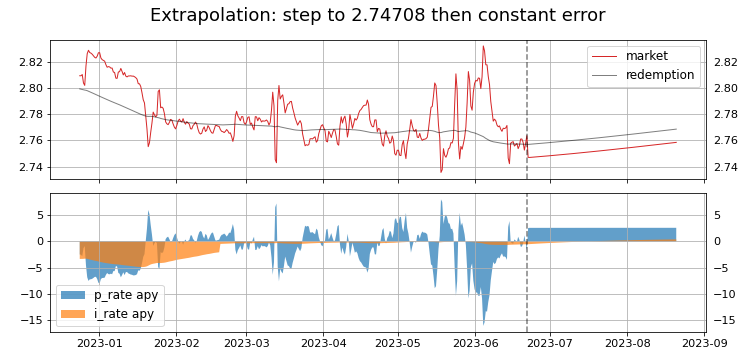 Extrapolation: step to 2.74708 then constant error
2.82 2.82
2.80 2.80
2.78 2.78
2.76 2.76
2.74 2.74
market
redemption
5 5
0 0
−5 −5
−10 −10
−15 −15
p_rate apy
i_rate apy
2023-01 2023-02 2023-03 2023-04 2023-05 2023-06 2023-07 2023-08 2023-09